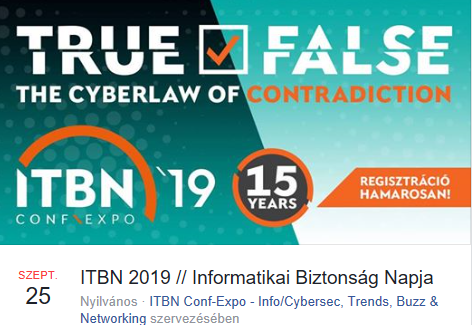 TRUE FALSE
THE CYBERLAW OF CONTRADICTION
ITBN '19
CONF-EXPO
15
YEARS
REGISZTRÁCIÓ
HAMAROSAN!
SZEPT.
25
ITBN 2019 // Informatikai Biztonság Napja
Nyilvános · ITBN Conf-Expo - Info/Cybersec, Trends, Buzz &
Networking szervezésében